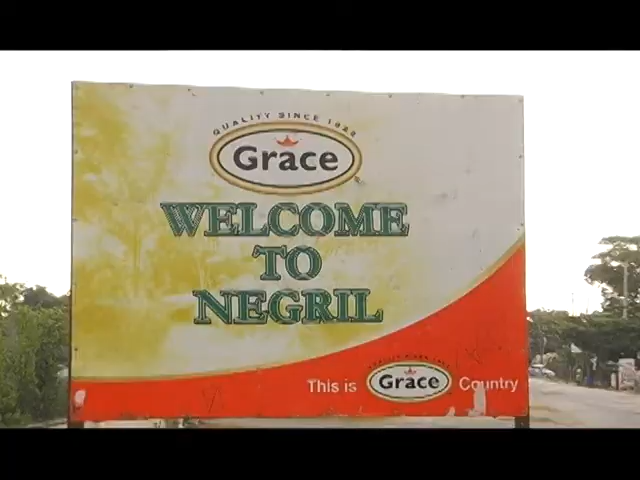 QUALITY SINCE 1922
Grace
WELCOME
TO
NEGRIL
This is Grace Country